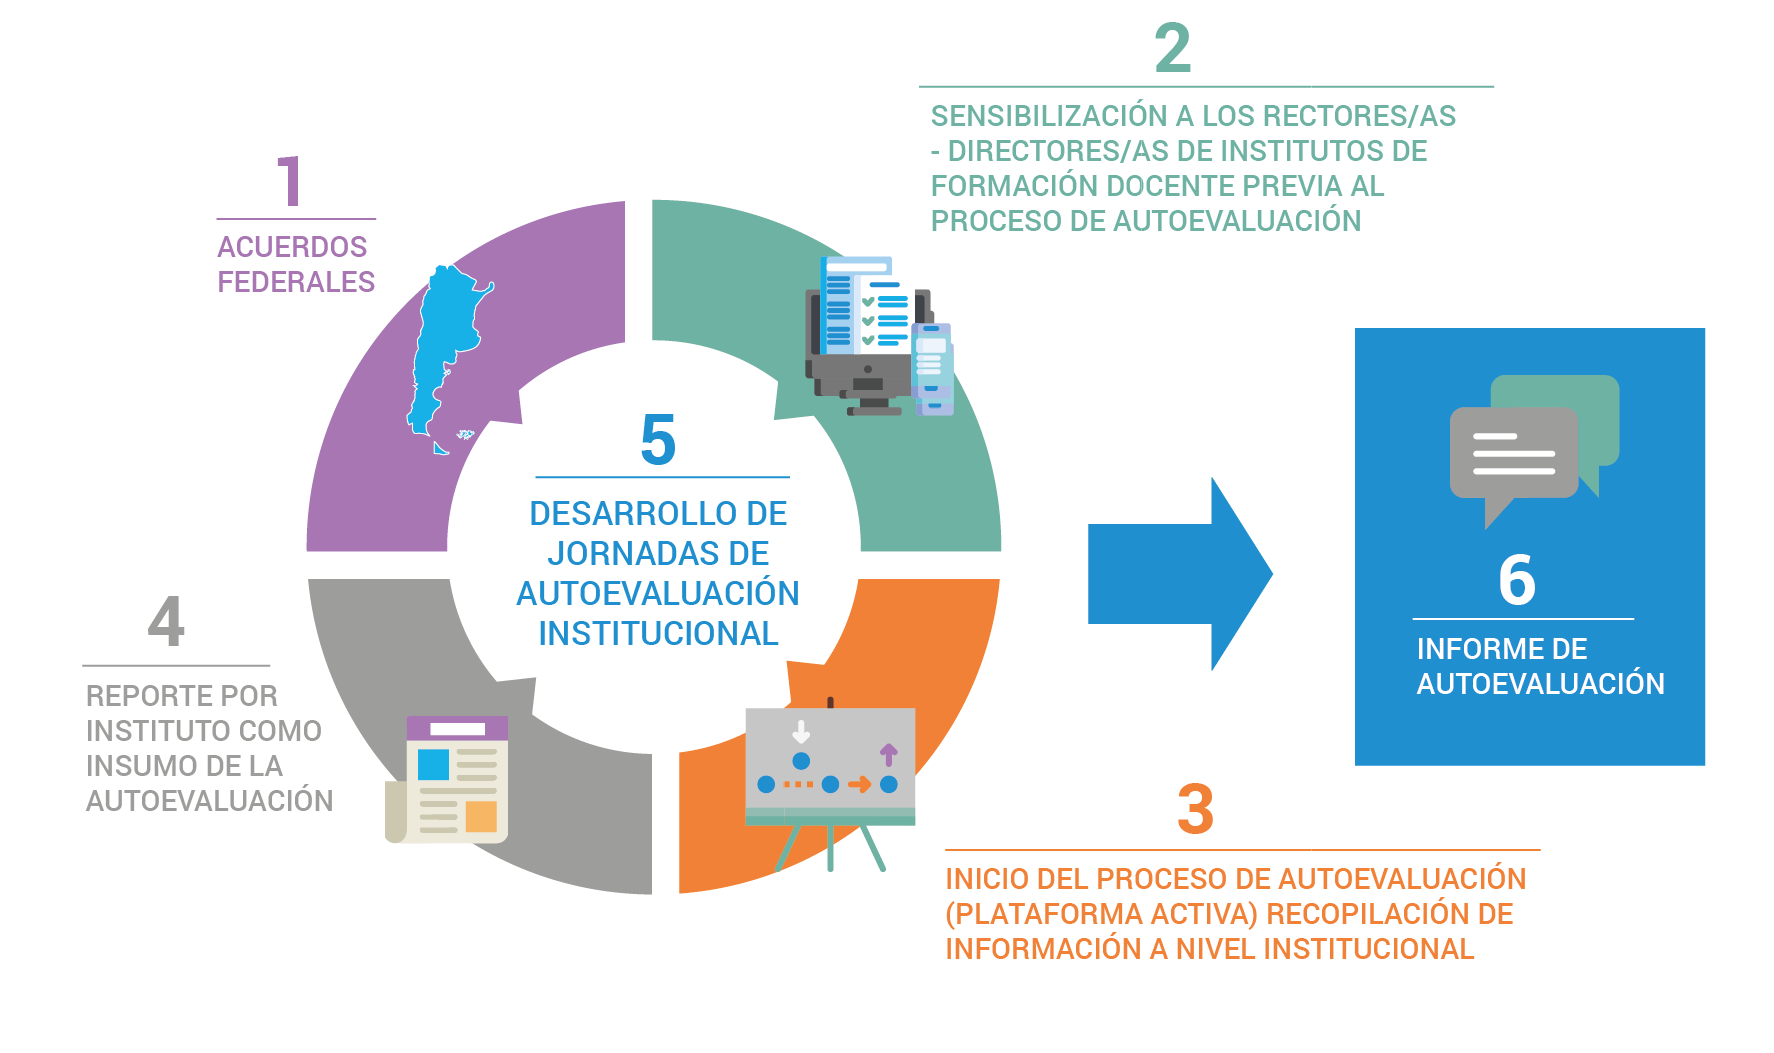 1
ACUERDOS
FEDERALES
2
SENSIBILIZACIÓN A LOS RECTORES/AS
- DIRECTORES/AS DE INSTITUTOS DE
FORMACIÓN DOCENTE PREVIA AL
PROCESO DE AUTOEVALUACIÓN
3
INICIO DEL PROCESO DE AUTOEVALUACIÓN
(PLATAFORMA ACTIVA) RECOPILACIÓN DE
INFORMACIÓN A NIVEL INSTITUCIONAL
4
REPORTE POR
INSTITUTO COMO
INSUMO DE LA
AUTOEVALUACIÓN
5
DESARROLLO DE
JORNADAS DE
AUTOEVALUACIÓN
INSTITUCIONAL
6
INFORME DE
AUTOEVALUACIÓN